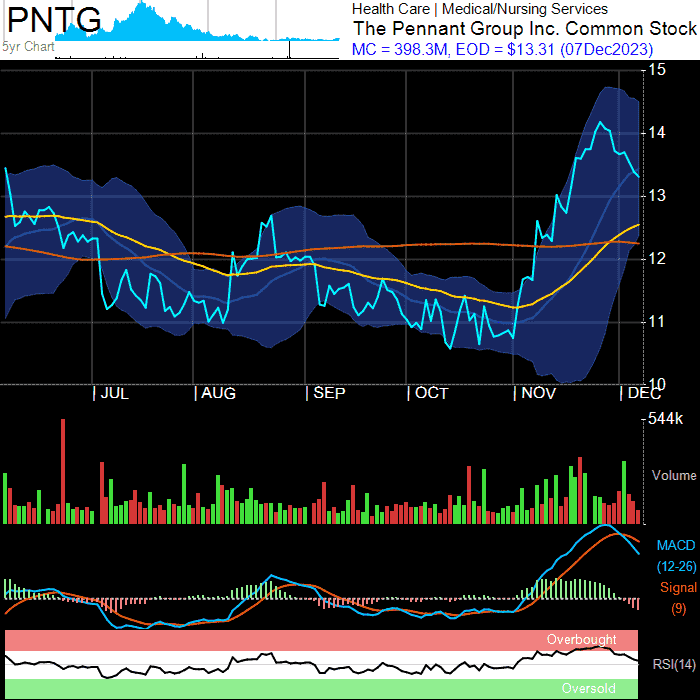 PNTG
5yr Chart
Health Care | Medical/Nursing Services
The Pennant Group Inc. Common Stock
MC = 398.3M, EOD = $13.31 (07Dec2023)
15
14
13
12
11
10
JUL AUG SEP OCT NOV DEC
544k
Volume
MACD
(12-26)
Signal
(9)
Overbought
RSI(14)
Oversold